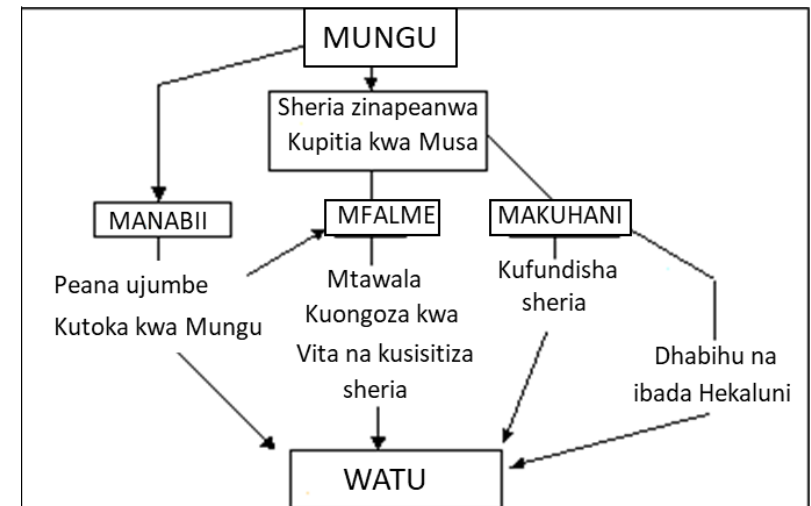 MUNGU
Sheria zinapeanwa
Kupitia kwa Musa
MANABII
MFALME
MAKUHANI
Peana ujumbe
Kutoka kwa Mungu
Mtawala
Kuongoza kwa
Vita na kusisitiza
sheria
Kufundisha
sheria
Dhabihu na
ibada Hekaluni
WATU